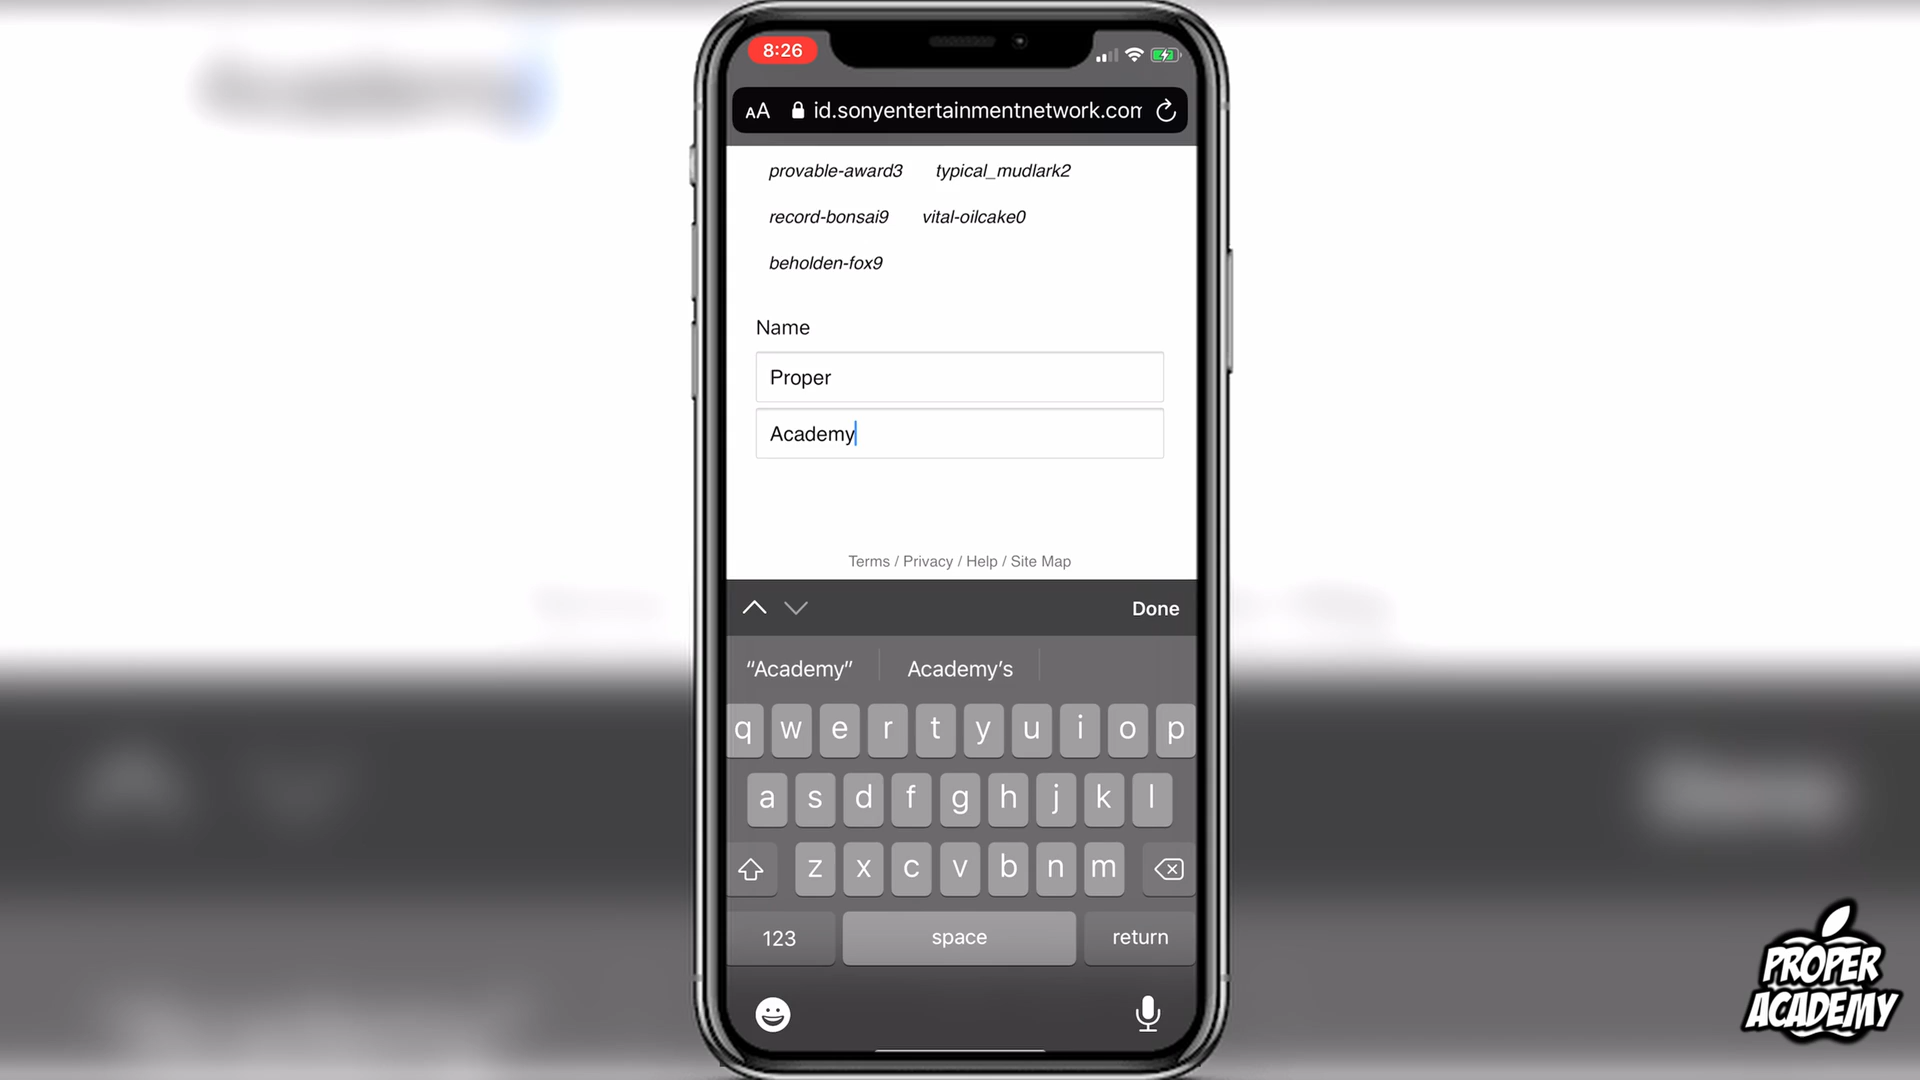 8:26
AA id.sonyentertainmentnetwork.com
provable-award3 typical_mudlark2
record-bonsai9 vital-oilcake0
beholden-fox9
Name
Proper
Academy
Terms / Privacy / Help / Site Map
Done
“Academy” Academy’s
q w e r t y u i o p
a s d f g h j k l
z x c v b n m
123 space return
PROPER
ACADEMY